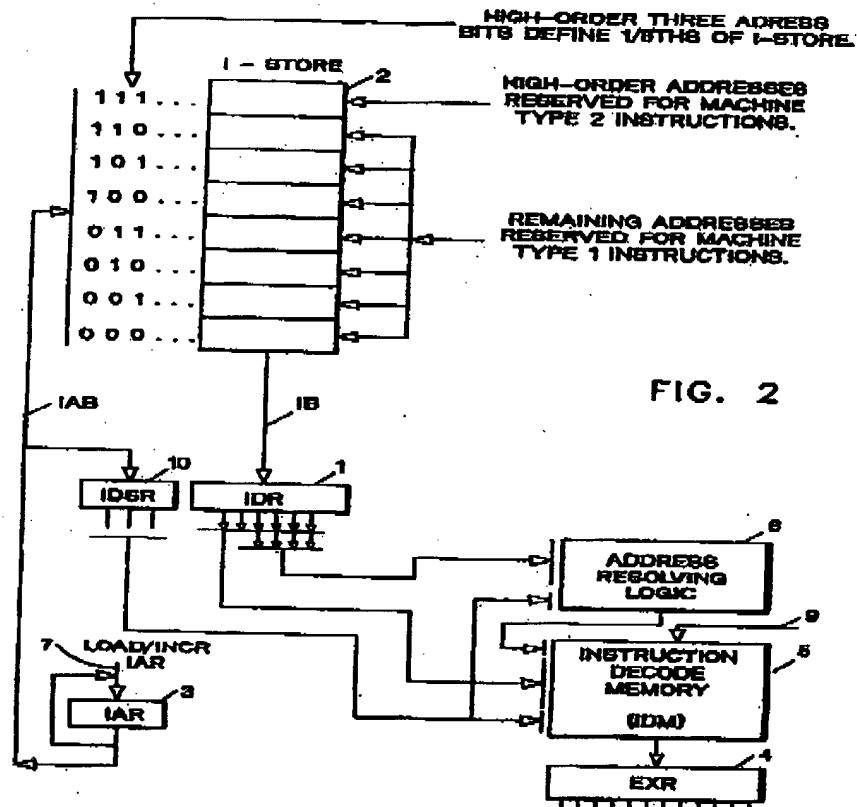 HIGH-ORDER THREE ADRESS
BITS DEFINE 1/8THS OF I-STORE.
I - STORE
2
111...
110...
101...
100...
011...
010...
001...
000...
HIGH-ORDER ADDRESSES
RESERVED FOR MACHINE
TYPE 2 INSTRUCTIONS.
REMAINING ADDRESSES
RESERVED FOR MACHINE
TYPE 1 INSTRUCTIONS.
FIG. 2
IAB
IB
10
IDSR
1
IDR
6
ADDRESS
RESOLVING
LOGIC
9
5
INSTRUCTION
DECODE
MEMORY
(IDM)
7
LOAD/INCR
IAR
3
IAR
4
EXR